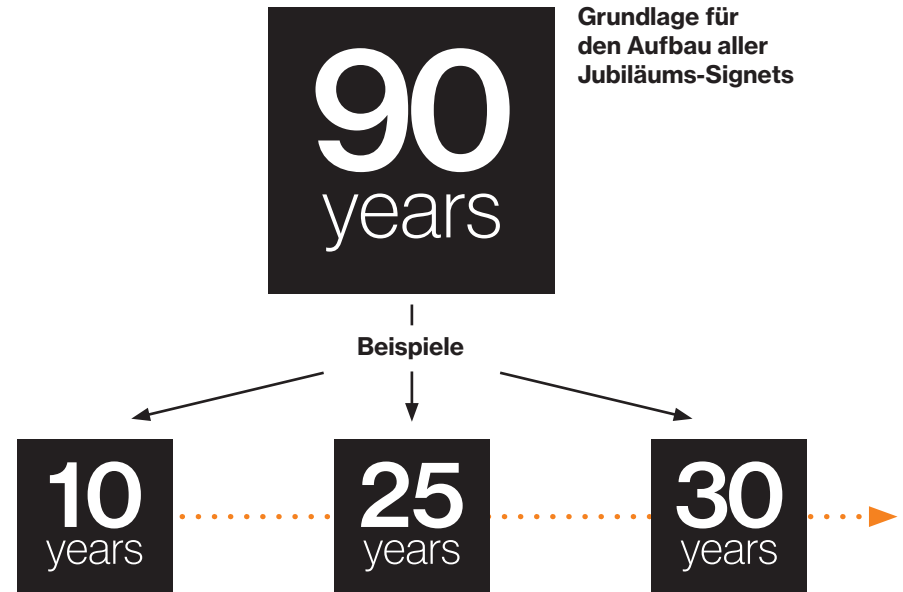 Grundlage für
den Aufbau aller
Jubiläums-Signets
90
years
Beispiele
10
years
25
years
30
years